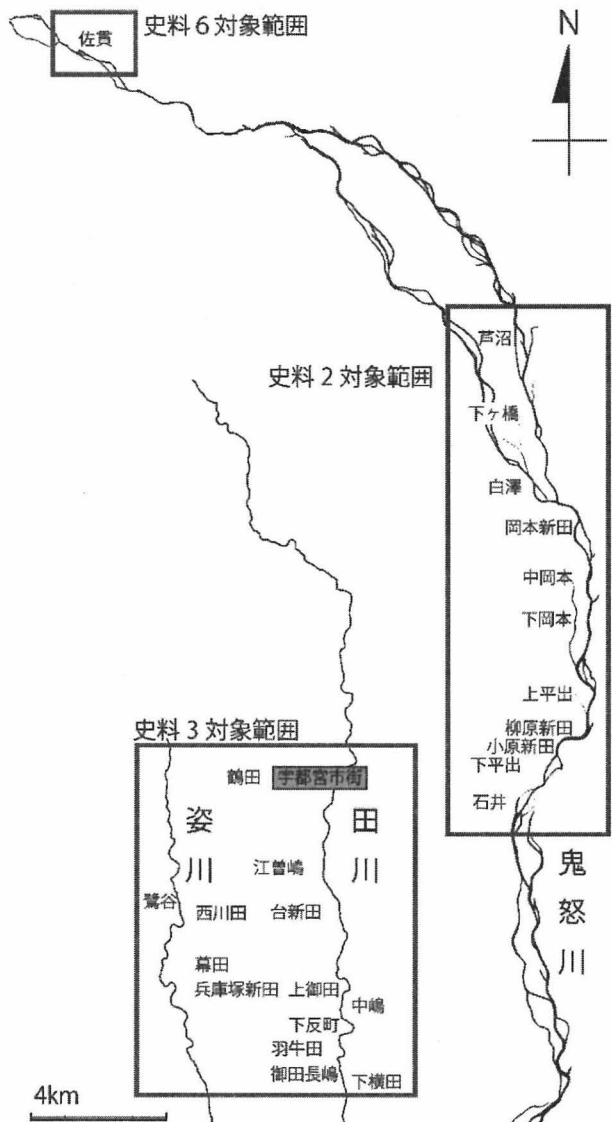 佐貫
史料6対象範囲
N
芦沼
史料2対象範囲
下ヶ橋
白澤
岡本新田
中岡本
下岡本
上平出
柳原新田
小原新田
下平出
石井
鬼怒川
史料3対象範囲
鶴田
宇都宮市街
姿川
田川
江曽嶋
鷺谷
西川田
台新田
幕田
兵庫塚新田
上御田
中嶋
下反町
羽牛田
御田長嶋
下横田
4km